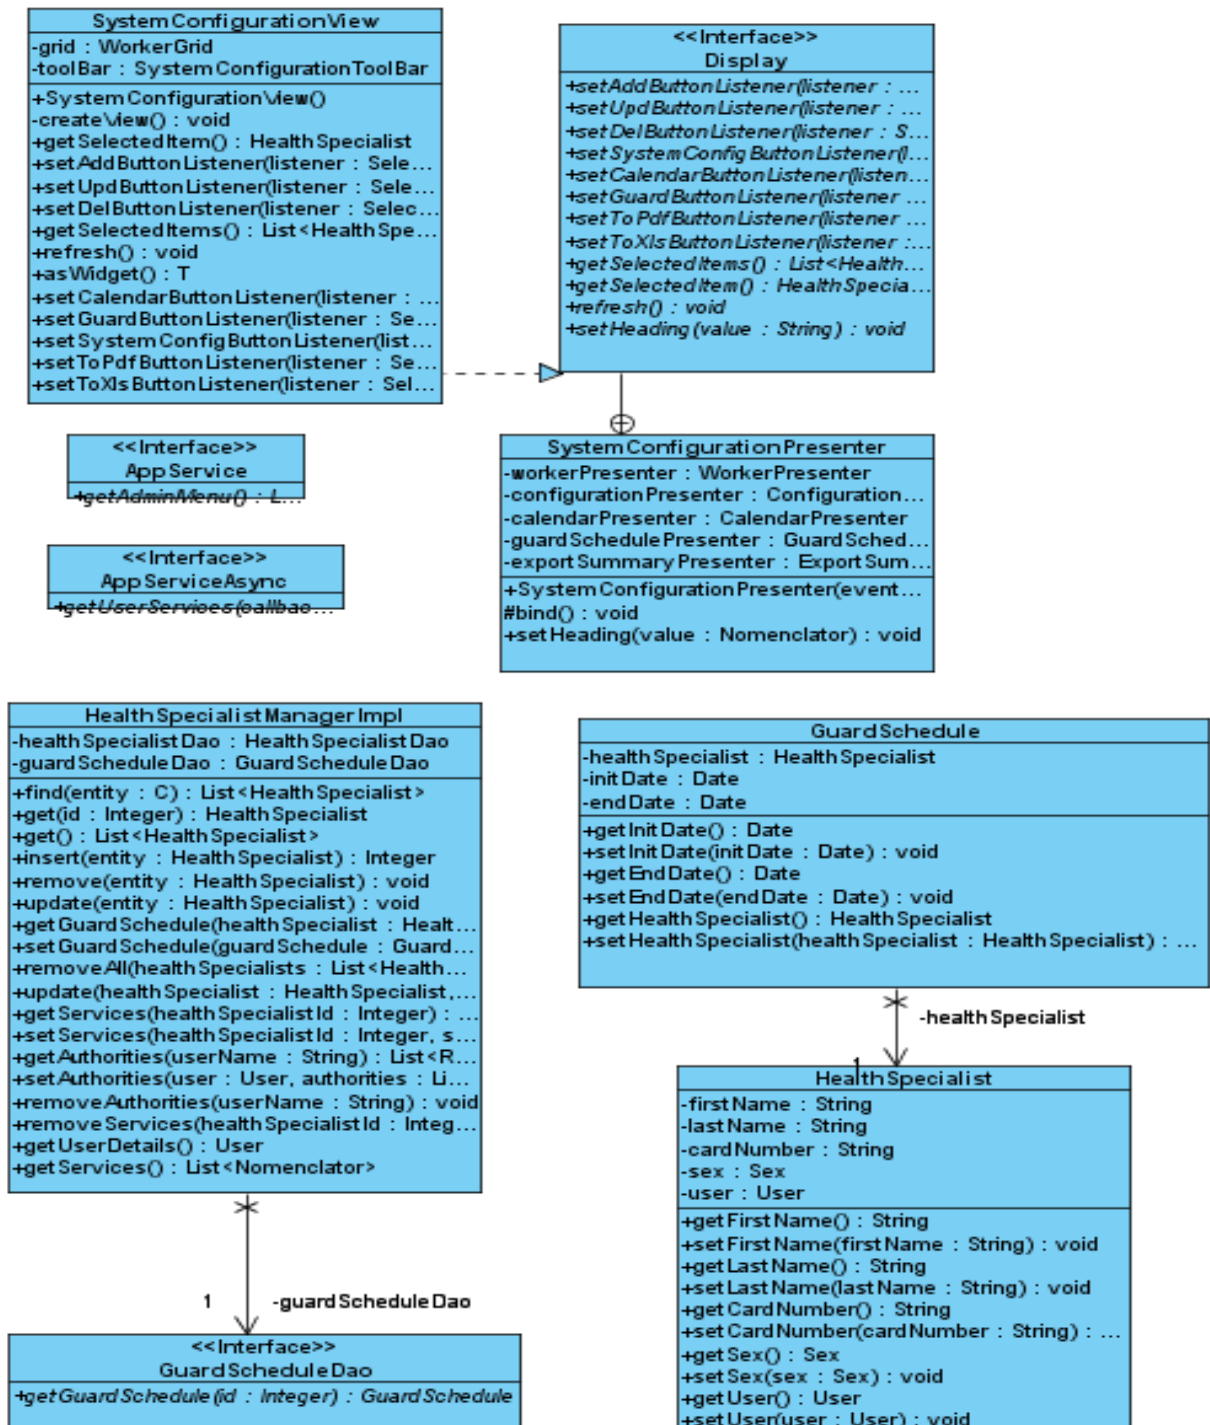 SystemConfigurationView
-grid : WorkerGrid
-toolBar : SystemConfigurationToolBar
+SystemConfigurationView()
-createView() : void
+getSelectedItem() : HealthSpecialist
+setAddButtonListener(listener : Sele...
+setUpdButtonListener(listener : Sele...
+setDelButtonListener(listener : Selec...
+getSelectedItems() : List<HealthSpe...
+refresh() : void
+asWidget() : T
+setCalendarButtonListener(listener : ...
+setGuardButtonListener(listener : Se...
+setSystemConfigButtonListener(list...
+setToPdfButtonListener(listener : Se...
+setToXlsButtonListener(listener : Sel...
<<Interface>>
Display
+setAddButtonListener(listener : ...
+setUpdButtonListener(listener : ...
+setDelButtonListener(listener : S...
+setSystemConfigButtonListener(l...
+setCalendarButtonListener(listen...
+setGuardButtonListener(listener ...
+setToPdfButtonListener(listener ...
+setToXlsButtonListener(listener :...
+getSelectedItems() : List<Health...
+getSelectedItem() : HealthSpecia...
+refresh() : void
+setHeading(value : String) : void
<<Interface>>
AppService
+getAdminMenu() : L...
<<Interface>>
AppServiceAsync
+getUserServices(callbac...
SystemConfigurationPresenter
-workerPresenter : WorkerPresenter
-configurationPresenter : Configuration...
-calendarPresenter : CalendarPresenter
-guardSchedulePresenter : GuardSched...
-exportSummaryPresenter : ExportSum...
+SystemConfigurationPresenter(event...
#bind() : void
+setHeading(value : Nomenclator) : void
HealthSpecialistManagerImpl
-healthSpecialistDao : HealthSpecialistDao
-guardScheduleDao : GuardScheduleDao
+find(entity : C) : List<HealthSpecialist>
+get(id : Integer) : HealthSpecialist
+get() : List<HealthSpecialist>
+insert(entity : HealthSpecialist) : Integer
+remove(entity : HealthSpecialist) : void
+update(entity : HealthSpecialist) : void
+getGuardSchedule(healthSpecialist : Healt...
+setGuardSchedule(guardSchedule : Guard...
+removeAll(healthSpecialists : List<Health...
+update(healthSpecialist : HealthSpecialist,...
+getServices(healthSpecialistId : Integer) : ...
+setServices(healthSpecialistId : Integer, s...
+getAuthorities(userName : String) : List<R...
+setAuthorities(user : User, authorities : Li...
+removeAuthorities(userName : String) : void
+removeServices(healthSpecialistId : Integ...
+getUserDetails() : User
+getServices() : List<Nomenclator>
1
-guardScheduleDao
<<Interface>>
GuardScheduleDao
+getGuardSchedule(id : Integer) : GuardSchedule
GuardSchedule
-healthSpecialist : HealthSpecialist
-initDate : Date
-endDate : Date
+getInitDate() : Date
+setInitDate(initDate : Date) : void
+getEndDate() : Date
+setEndDate(endDate : Date) : void
+getHealthSpecialist() : HealthSpecialist
+setHealthSpecialist(healthSpecialist : HealthSpecialist) : ...
-healthSpecialist
1
HealthSpecialist
-firstName : String
-lastName : String
-cardNumber : String
-sex : Sex
-user : User
+getFirstName() : String
+setFirstName(firstName : String) : void
+getLastName() : String
+setLastName(lastName : String) : void
+getCardNumber() : String
+setCardNumber(cardNumber : String) : ...
+getSex() : Sex
+setSex(sex : Sex) : void
+getUser() : User
+setUser(user : User) : void